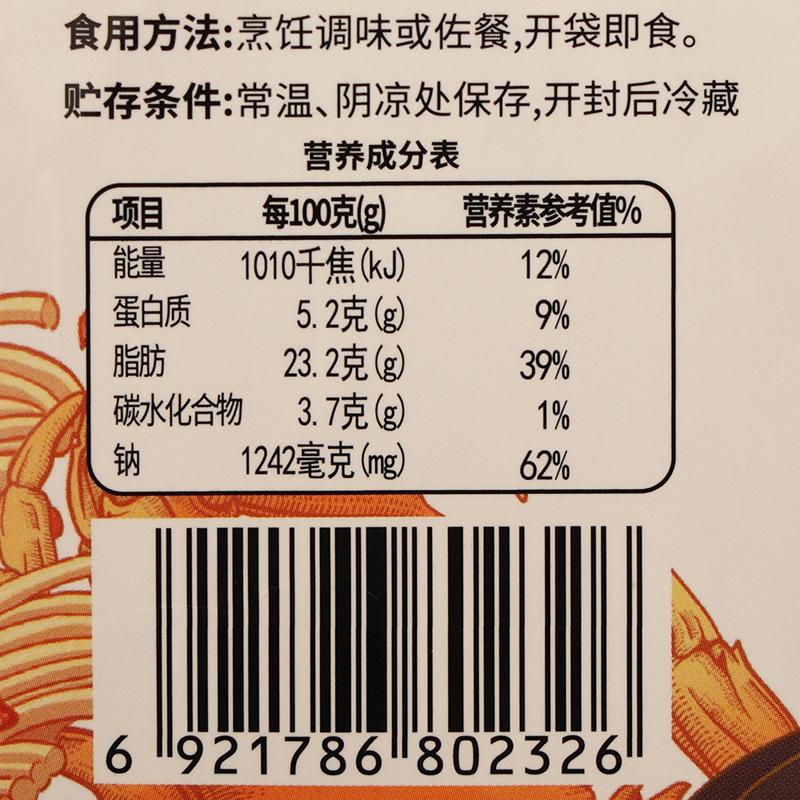 食用方法:烹饪调味或佐餐,开袋即食。
贮存条件:常温、阴凉处保存,开封后冷藏
营养成分表
项目 每100克(g) 营养素参考值%
能量 1010千焦(kJ) 12%
蛋白质 5.2克(g) 9%
脂肪 23.2克(g) 39%
碳水化合物 3.7克(g) 1%
钠 1242毫克(mg) 62%
6 921786 802326